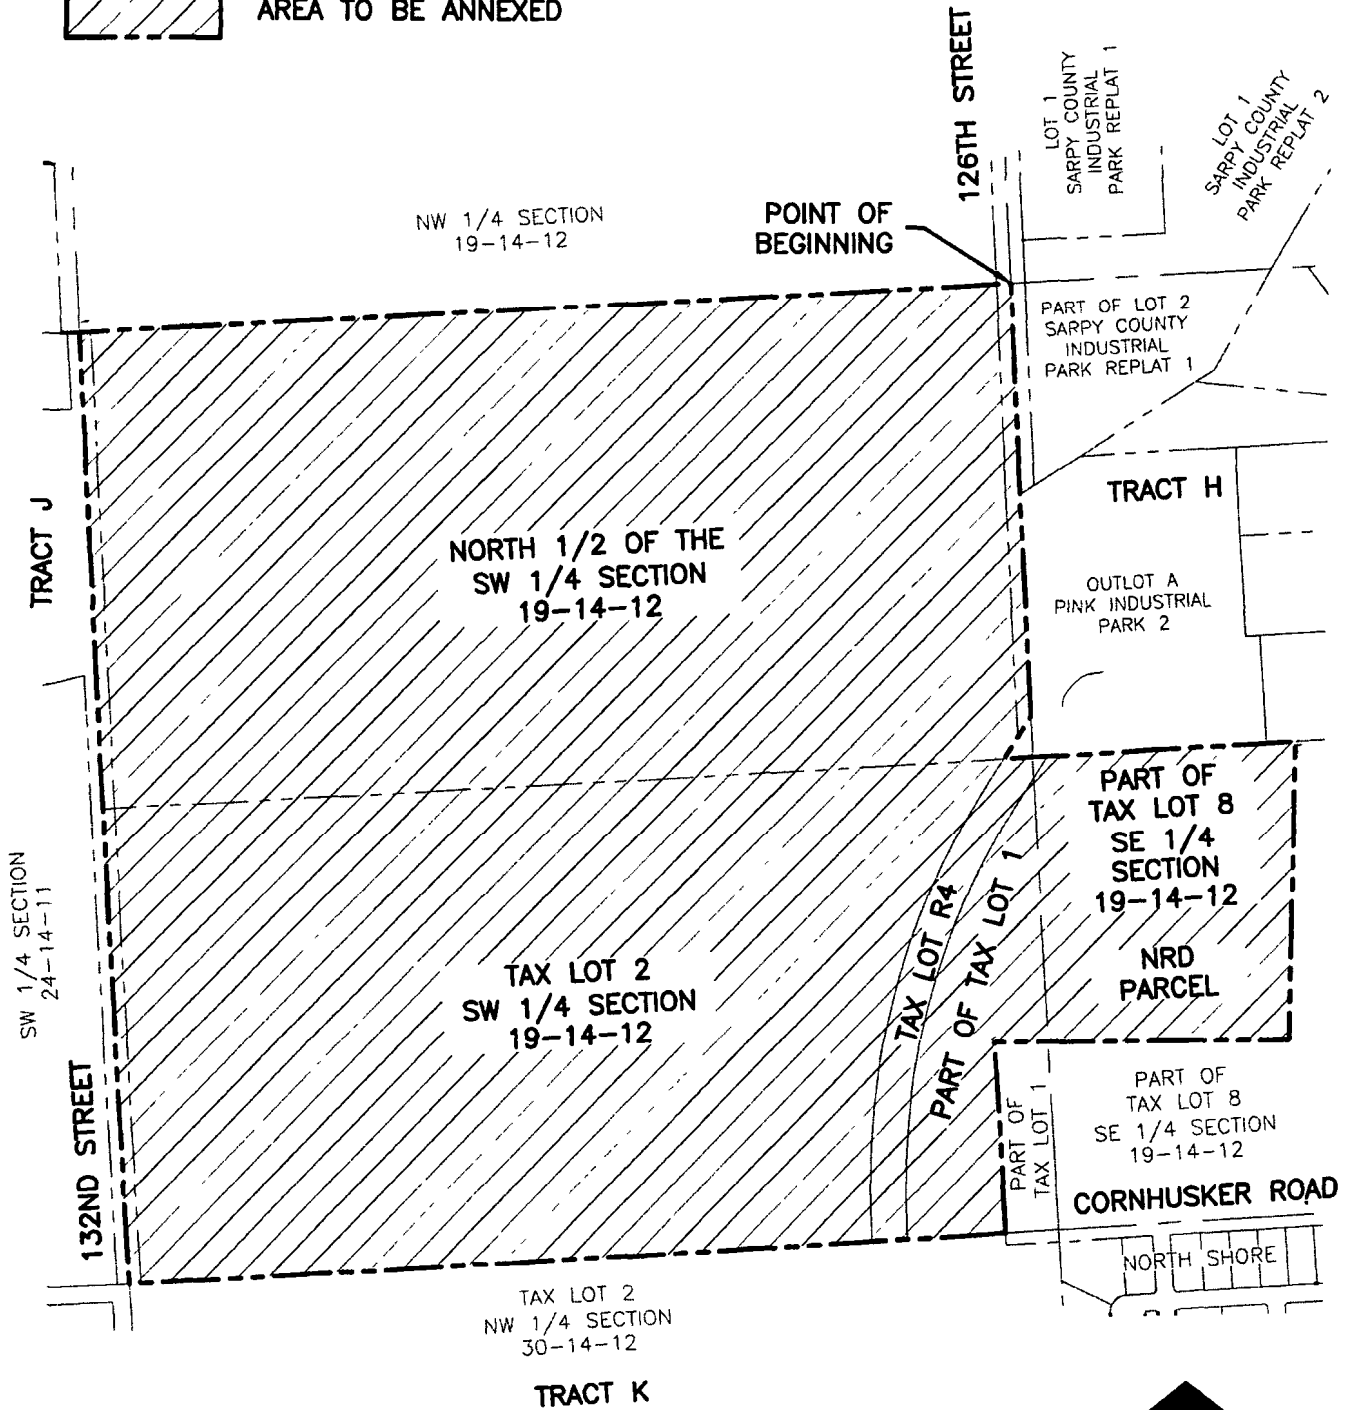 AREA TO BE ANNEXED
126TH STREET
LOT 1
SARPY COUNTY
INDUSTRIAL
PARK REPLAT 1
LOT 1
SARPY COUNTY
INDUSTRIAL
PARK REPLAT 2
NW 1/4 SECTION
19-14-12
POINT OF
BEGINNING
PART OF LOT 2
SARPY COUNTY
INDUSTRIAL
PARK REPLAT 1
TRACT J
NORTH 1/2 OF THE
SW 1/4 SECTION
19-14-12
TRACT H
OUTLOT A
PINK INDUSTRIAL
PARK 2
PART OF
TAX LOT 8
SE 1/4
SECTION
19-14-12
NRD
PARCEL
SW 1/4 SECTION
24-14-11
TAX LOT R4
PART OF TAX LOT 1
TAX LOT 2
SW 1/4 SECTION
19-14-12
132ND STREET
PART OF
TAX LOT 1
PART OF
TAX LOT 8
SE 1/4 SECTION
19-14-12
CORNHUSKER ROAD
NORTH SHORE
TAX LOT 2
NW 1/4 SECTION
30-14-12
TRACT K